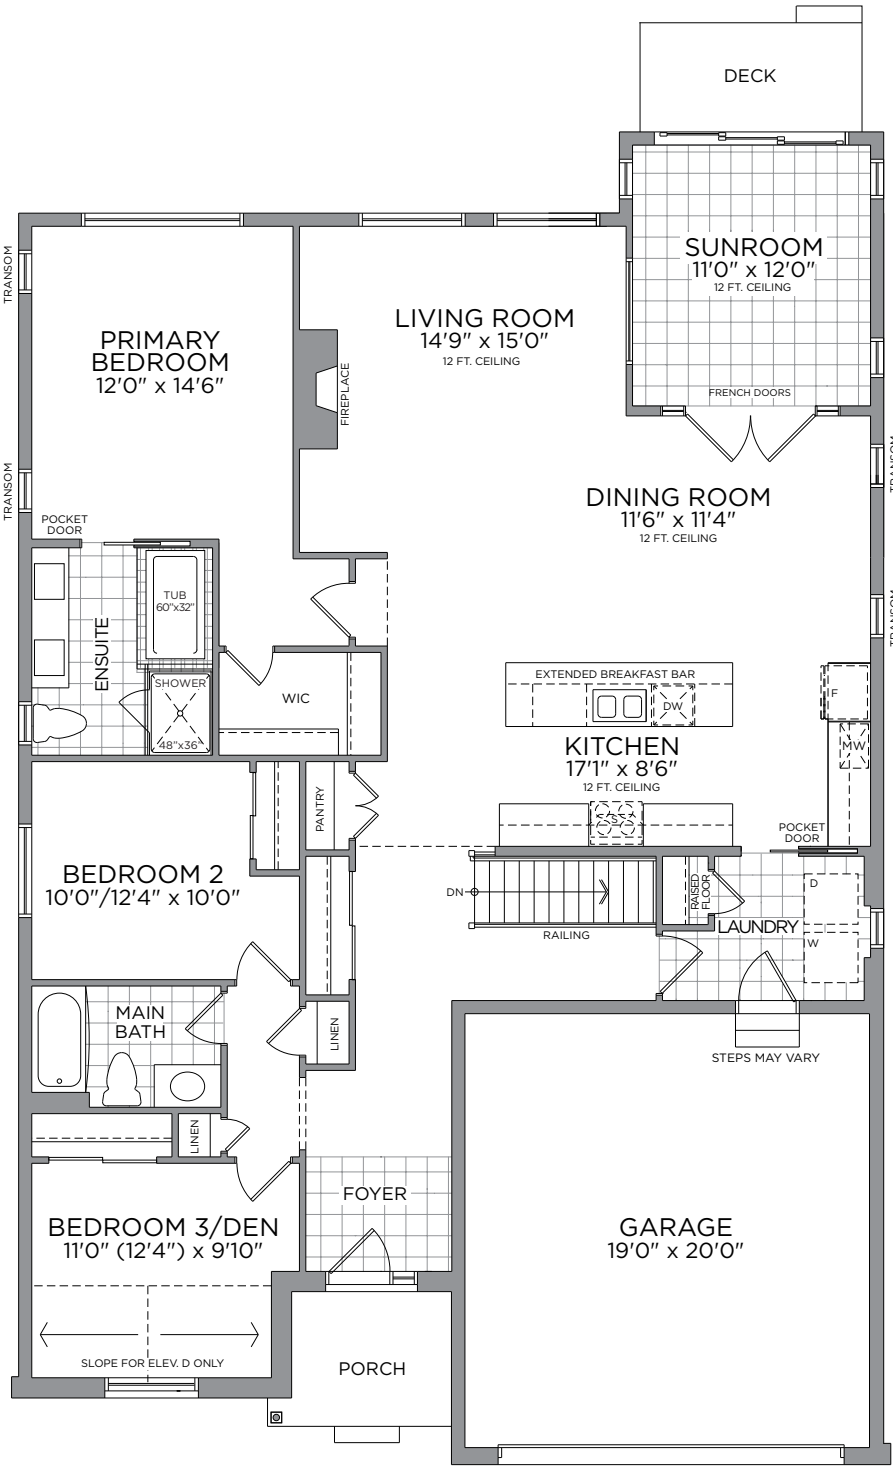 DECK
SUNROOM
11'0" x 12'0"
12 FT. CEILING
FRENCH DOORS
TRANSOM
LIVING ROOM
14'9" x 15'0"
12 FT. CEILING
PRIMARY
BEDROOM
12'0" x 14'6"
FIREPLACE
TRANSOM
TRANSOM
DINING ROOM
11'6" x 11'4"
12 FT. CEILING
POCKET
DOOR
TUB
60"x32"
ENSUITE
TRANSOM
SHOWER
48"x36"
WIC
EXTENDED BREAKFAST BAR
DW
F
MW
KITCHEN
17'1" x 8'6"
12 FT. CEILING
S
PANTRY
POCKET
DOOR
BEDROOM 2
10'0"/12'4" x 10'0"
DN
RAILING
RAISED
FLOOR
D
LAUNDRY
W
MAIN
BATH
LINEN
STEPS MAY VARY
LINEN
FOYER
BEDROOM 3/DEN
11'0" (12'4") x 9'10"
GARAGE
19'0" x 20'0"
SLOPE FOR ELEV. D ONLY
PORCH